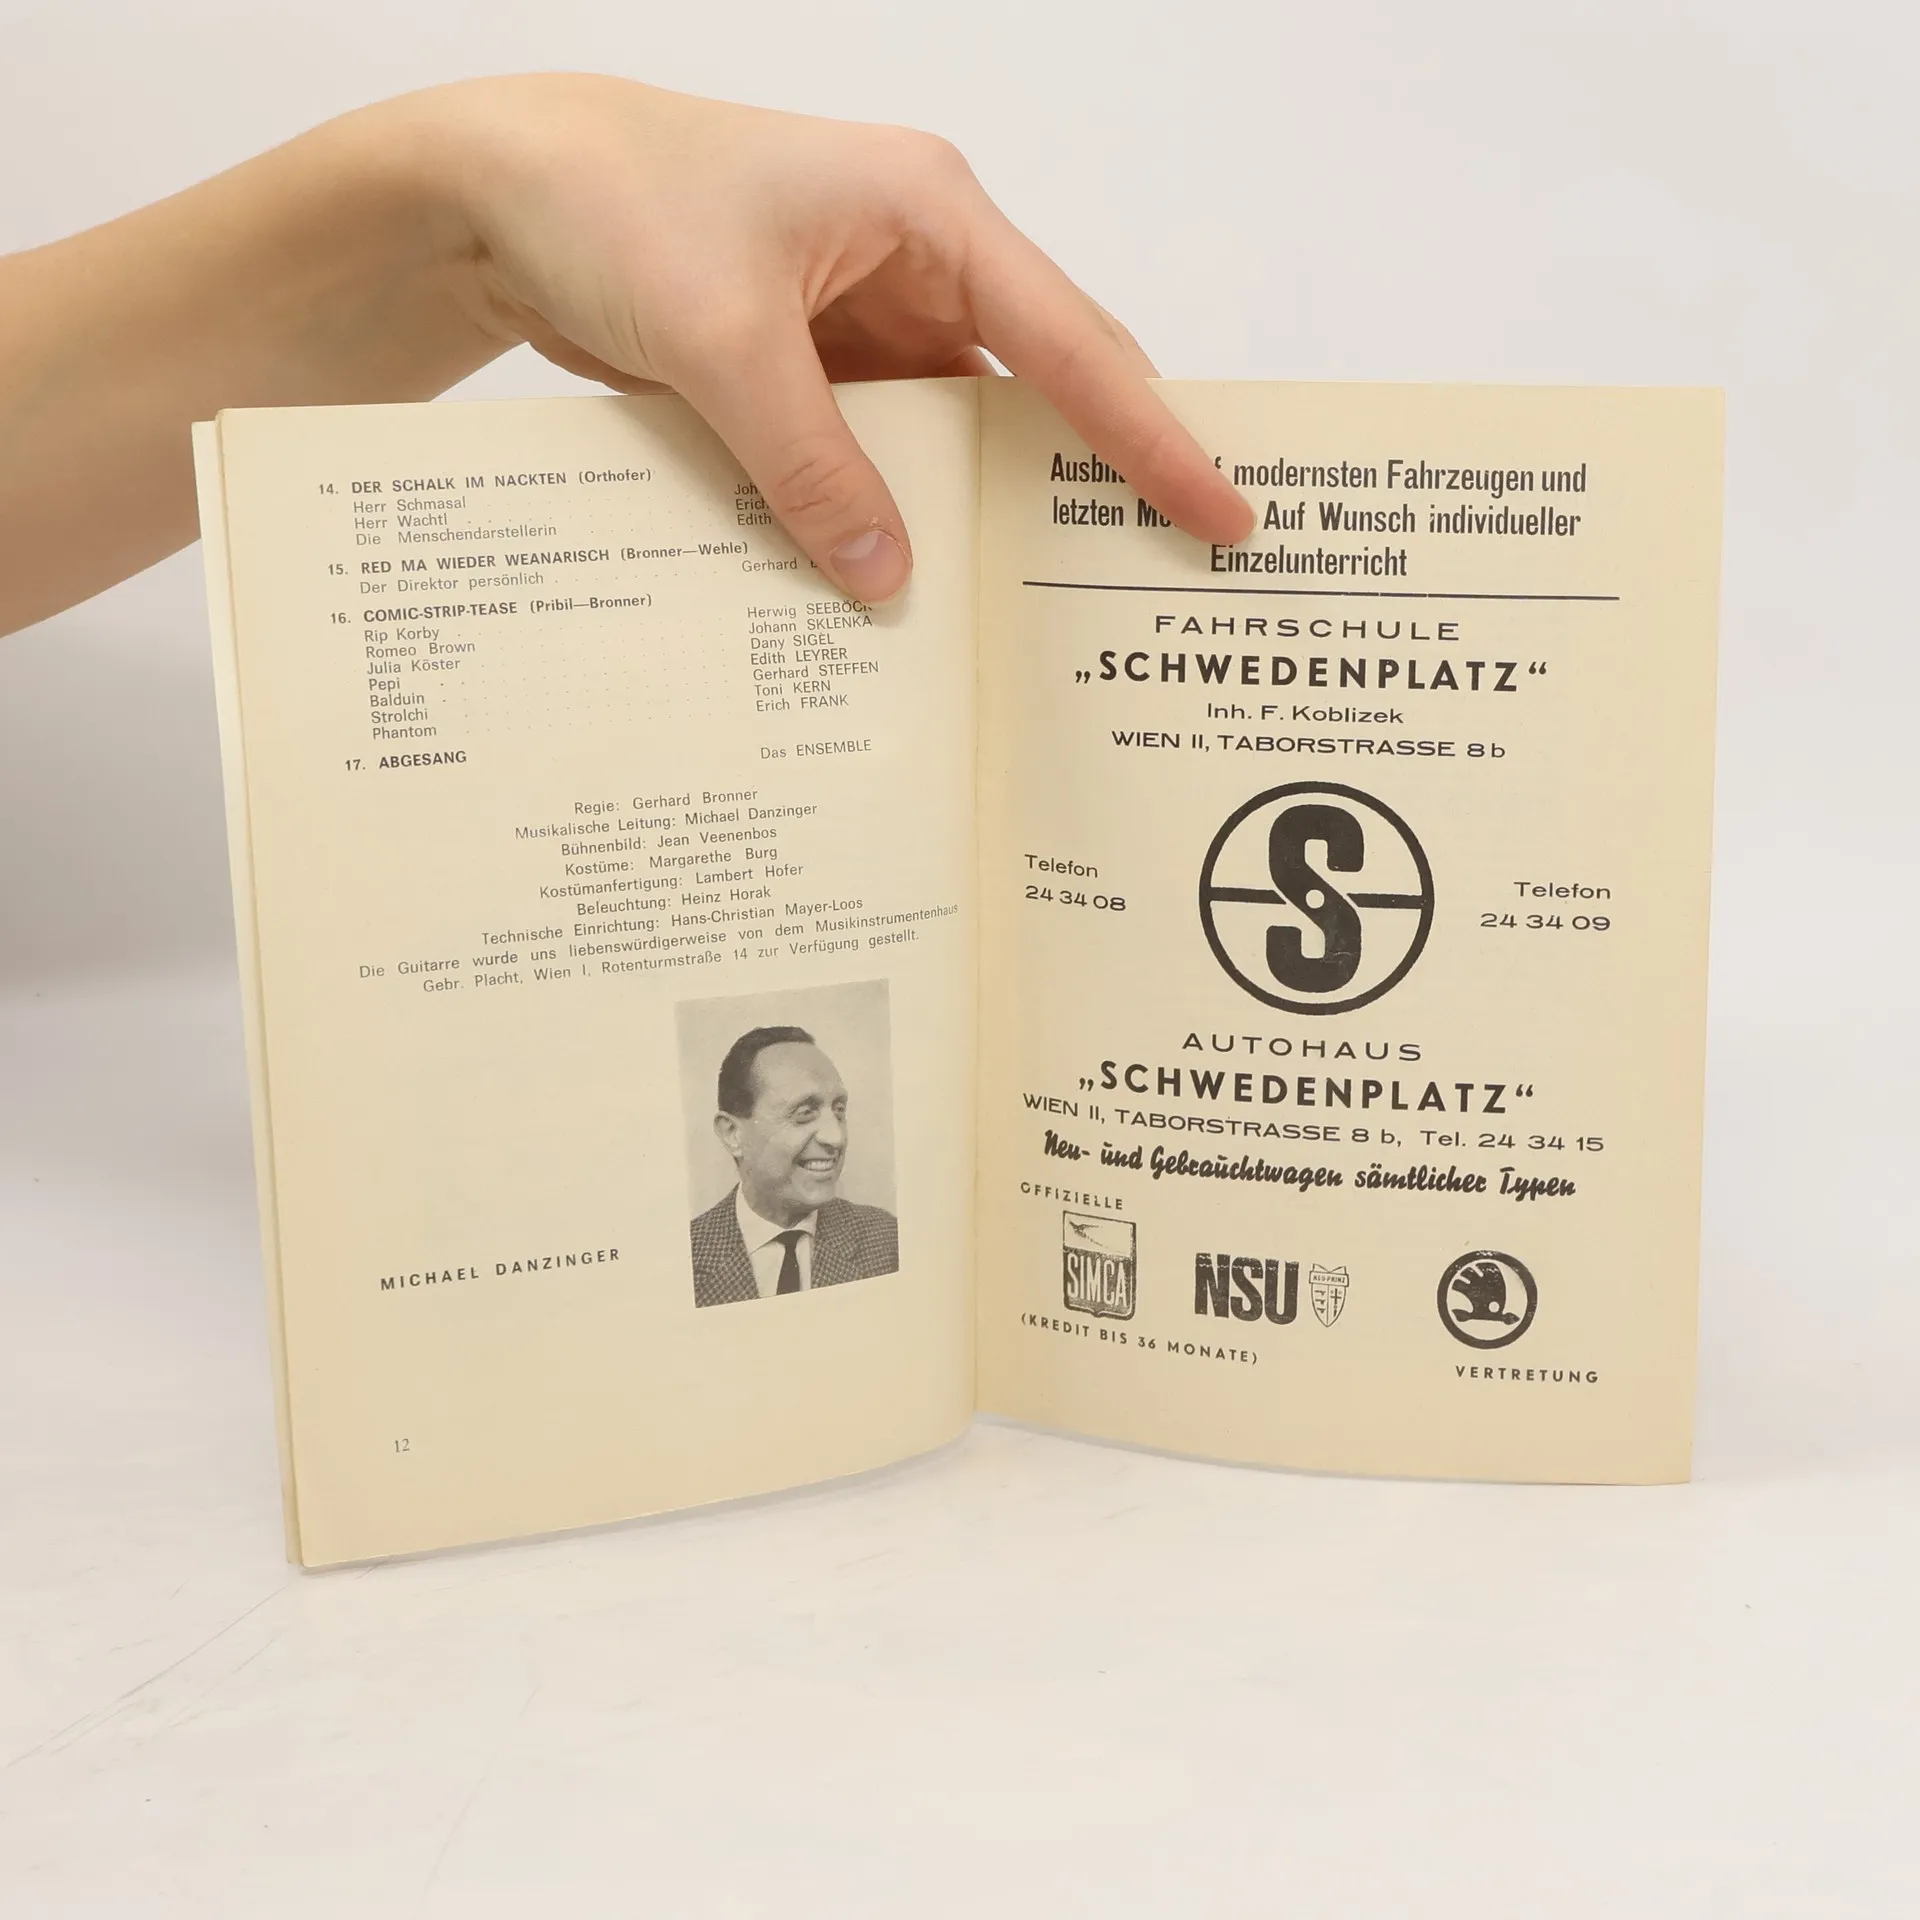 14. DER SCHALK IM NACKTEN (Orthofer)
Herr Schmasal
Herr Wachtl
Die Menschendarstellerin Edith
15. RED MA WIEDER WEANARISCH (Bronner—Wehle)
Der Direktor persönlich Gerhard
16. COMIC-STRIP-TEASE (Pribil—Bronner)
Rip Korby Herwig SEEBÖCK
Romeo Brown Johann SKLENKA
Julia Köster Dany SIGEL
Pepi Edith LEYRER
Balduin Gerhard STEFFEN
Strolchi Toni KERN
Phantom Erich FRANK
17. ABGESANG Das ENSEMBLE
Regie: Gerhard Bronner
Musikalische Leitung: Michael Danzinger
Bühnenbild: Jean Veenenbos
Kostüme: Margarethe Burg
Kostümanfertigung: Lambert Hofer
Beleuchtung: Heinz Horak
Technische Einrichtung: Hans-Christian Mayer-Loos
Die Guitarre wurde uns liebenswürdigerweise von dem Musikinstrumentenhaus
Gebr. Placht, Wien I, Rotenturmstraße 14 zur Verfügung gestellt.
MICHAEL DANZINGER
12
modernsten Fahrzeugen und
letzten Auf Wunsch individueller
Einzelunterricht
FAHRSCHULE
„SCHWEDENPLATZ“
Inh. F. Koblizek
WIEN II, TABORSTRASSE 8 b
Telefon
24 34 08
S
Telefon
24 34 09
AUTOHAUS
„SCHWEDENPLATZ“
WIEN II, TABORSTRASSE 8 b, Tel. 24 34 15
Neu- und Gebrauchtwagen sämtlicher Typen
OFFIZIELLE
SIMCA
NSU
NSU-PRINZ
(KREDIT BIS 36 MONATE)
VERTRETUNG